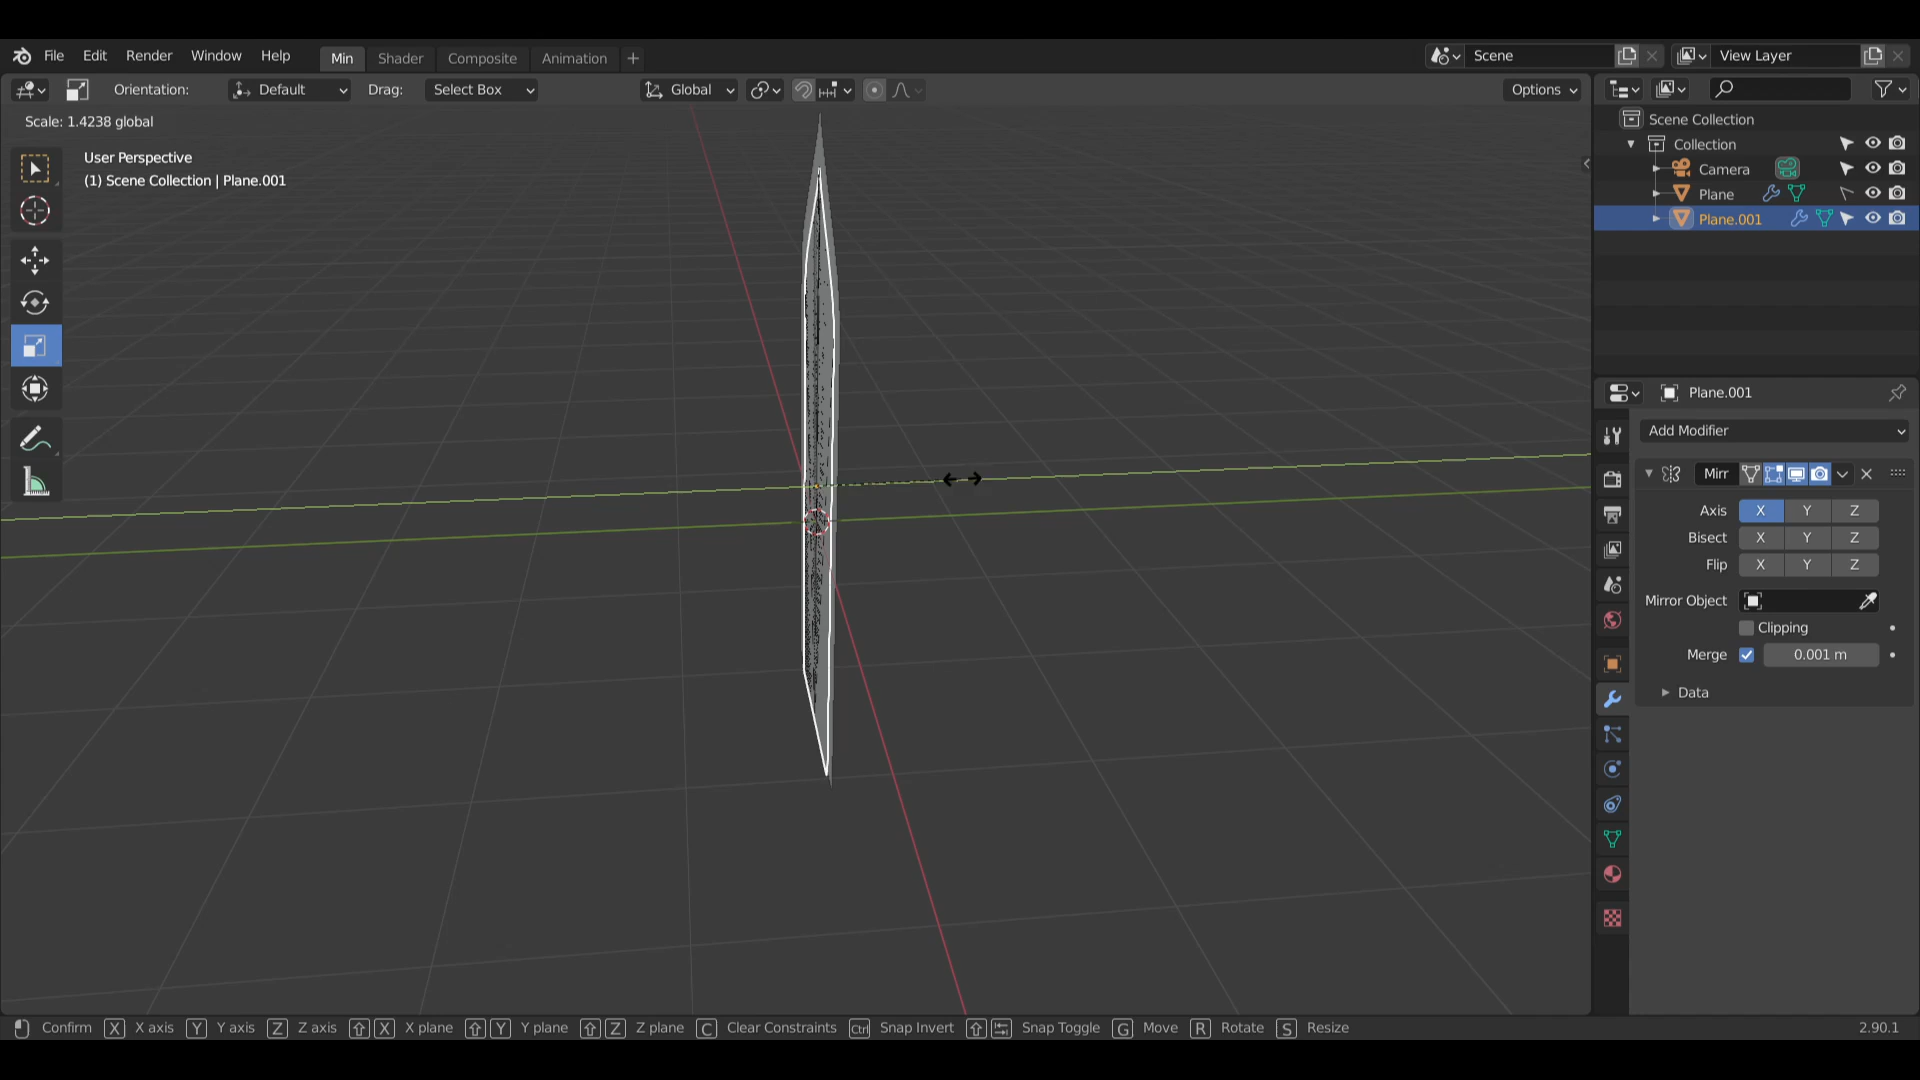 File Edit Render Window Help Min Shader Composite Animation + Scene View Layer
Orientation: Default Drag: Select Box Global Options
Scale: 1.4238 global
User Perspective
(1) Scene Collection | Plane.001
Scene Collection
Collection
Camera
Plane
Plane.001
Plane.001
Add Modifier
Mirr
Axis X Y Z
Bisect X Y Z
Flip X Y Z
Mirror Object
Clipping
Merge 0.001 m
Data
Confirm X X axis Y Y axis Z Z axis X X plane Y Y plane Z Z plane C Clear Constraints Ctrl Snap Invert Snap Toggle G Move R Rotate S Resize 2.90.1